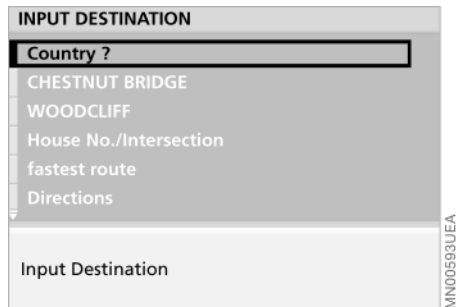 INPUT DESTINATION
Country ?
CHESTNUT BRIDGE
WOODCLIFF
House No./Intersection
fastest route
Directions
Input Destination
MN00593UEA